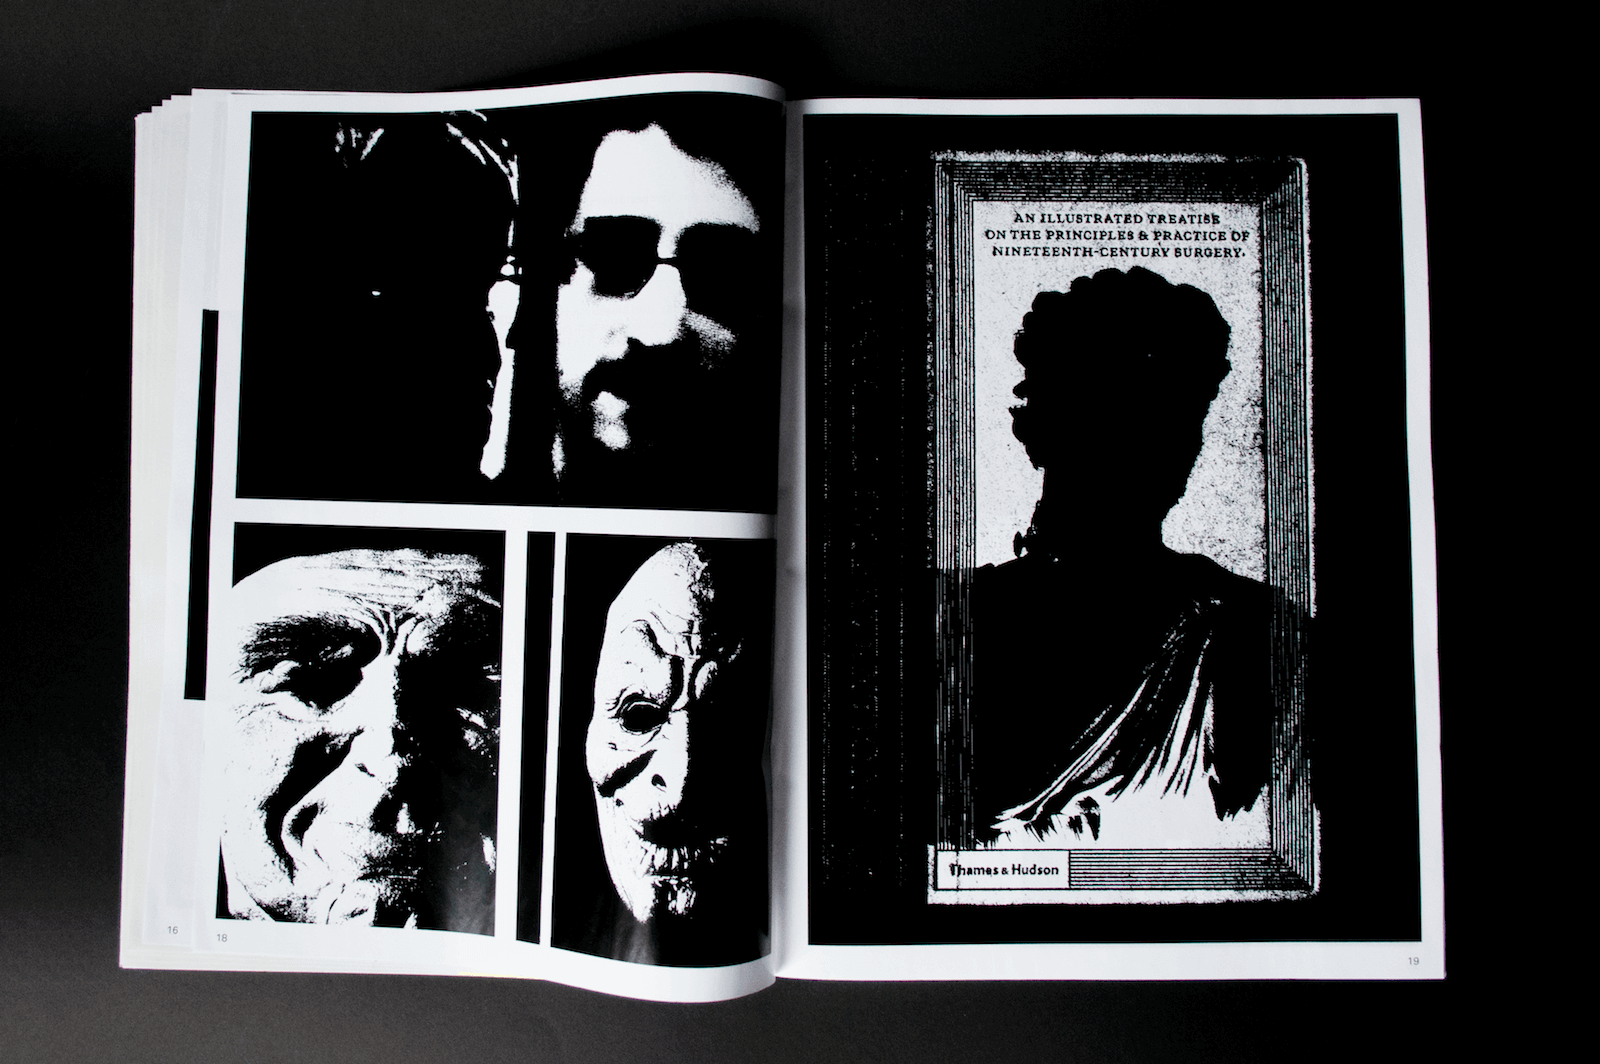 AN ILLUSTRATED TREATISE
ON THE PRINCIPLES & PRACTICE OF
NINETEENTH-CENTURY SURGERY.
Thames & Hudson
16
18
19